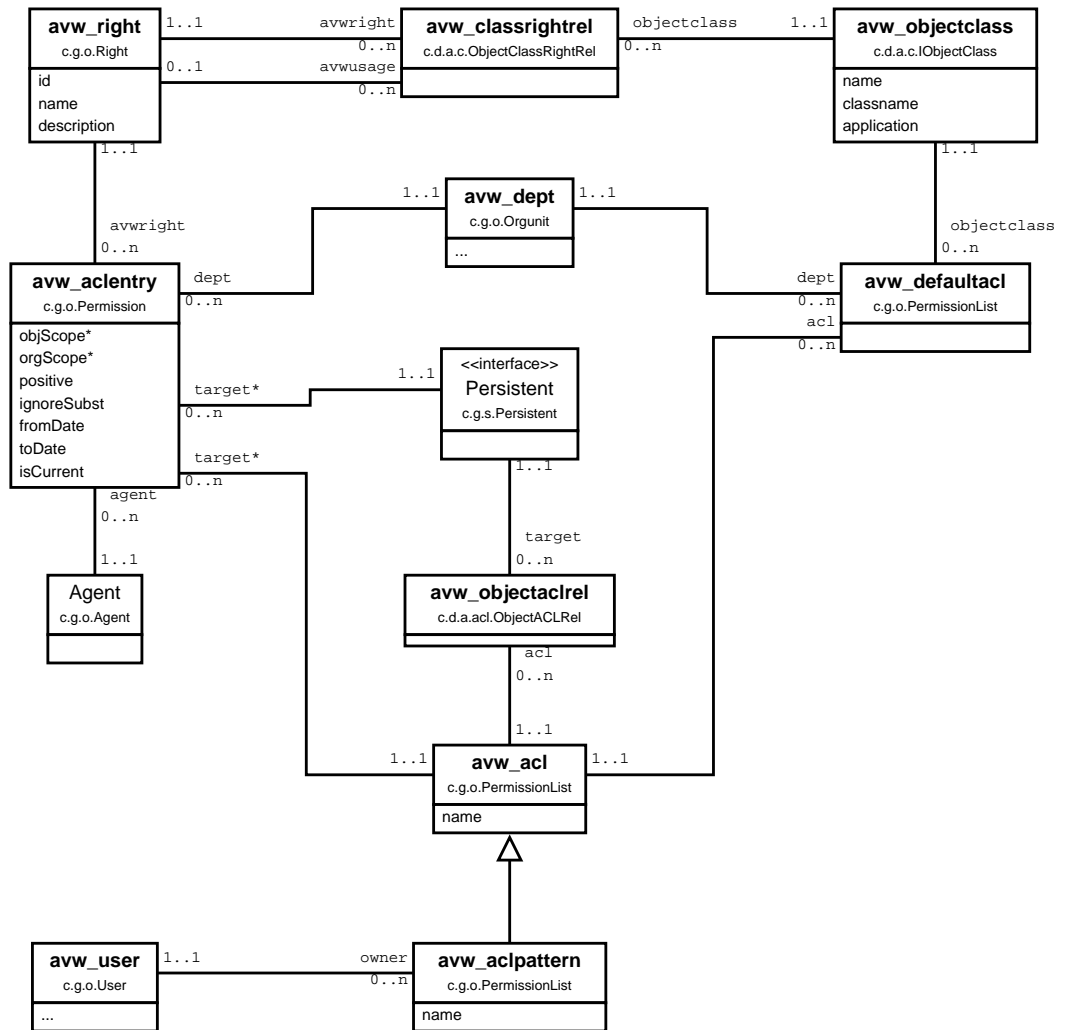 avw_right
c.g.o.Right
id
name
description
1..1
avwright
0..n
0..1
avwusage
0..n
avw_classrightrel
c.d.a.c.ObjectClassRightRel
objectclass
0..n
1..1
avw_objectclass
c.d.a.c.IObjectClass
name
classname
application
1..1
avwright
0..n
1..1
objectclass
0..n
1..1
avw_dept
c.g.o.Orgunit
...
1..1
avw_aclentry
c.g.o.Permission
objScope*
orgScope*
positive
ignoreSubst
fromDate
toDate
isCurrent
dept
0..n
dept
0..n
acl
0..n
avw_defaultacl
c.g.o.PermissionList
target*
0..n
1..1
<<interface>>
Persistent
c.g.s.Persistent
target*
0..n
1..1
agent
0..n
1..1
target
0..n
Agent
c.g.o.Agent
avw_objectaclrel
c.d.a.acl.ObjectACLRel
acl
0..n
1..1
1..1
avw_acl
c.g.o.PermissionList
name
1..1
avw_user
c.g.o.User
...
1..1
owner
0..n
avw_aclpattern
c.g.o.PermissionList
name